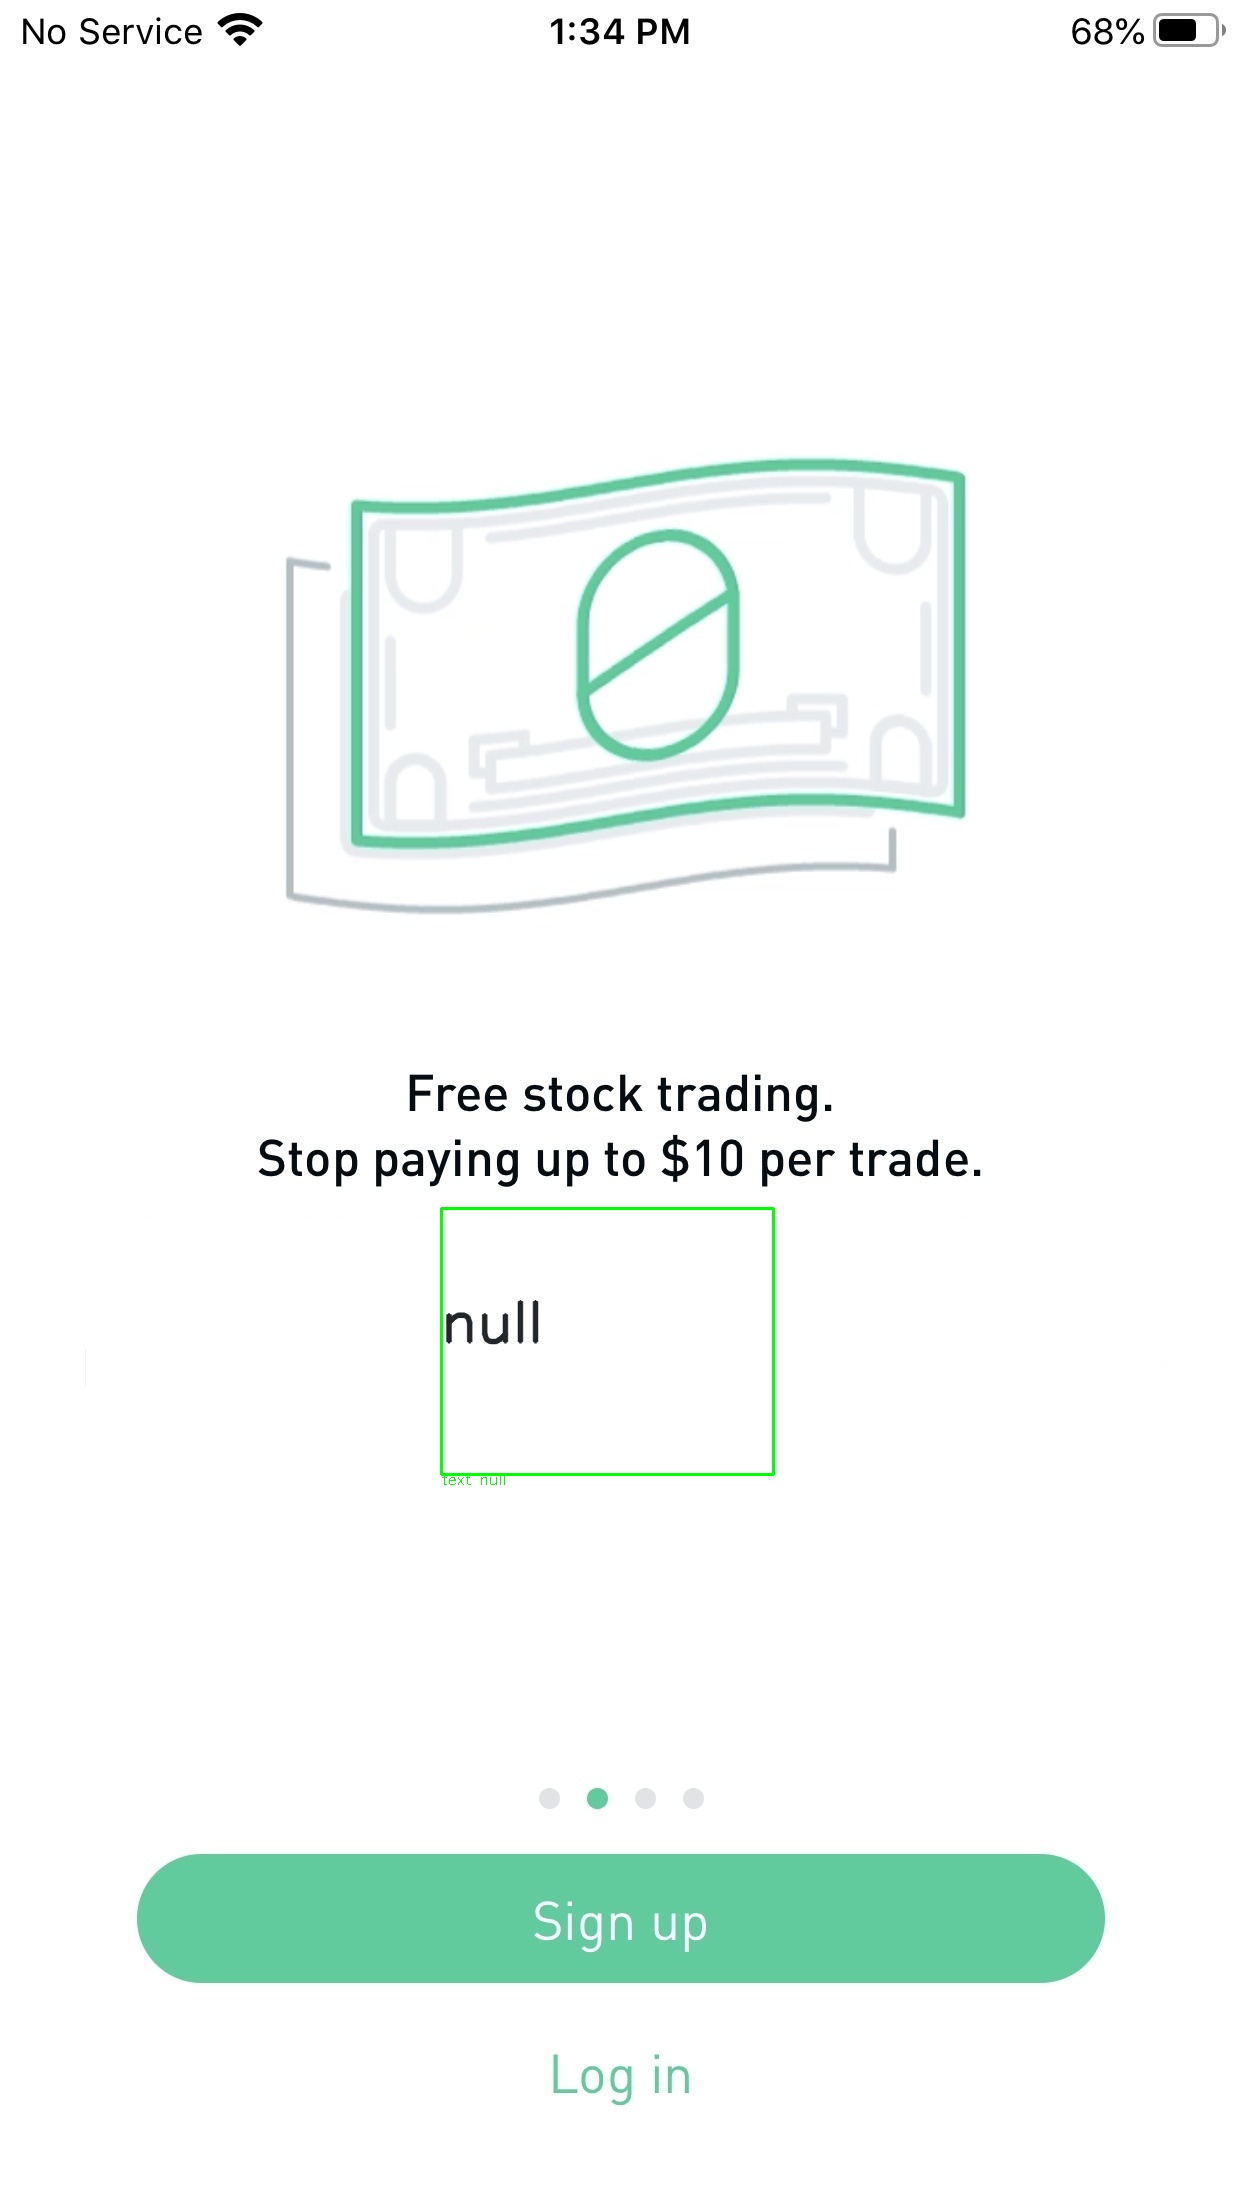 No Service 1:34 PM 68%
Free stock trading.
Stop paying up to $10 per trade.
null
text null
Sign up
Log in